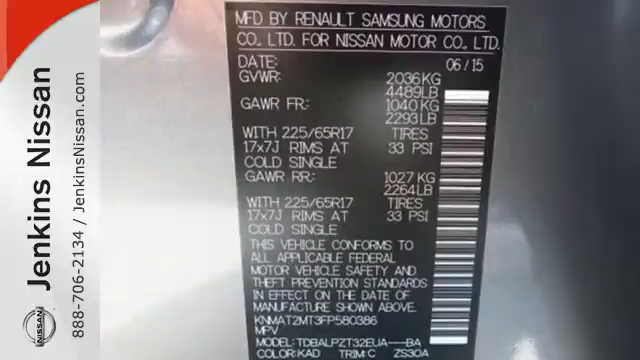 MFD BY RENAULT SAMSUNG MOTORS
CO., LTD. FOR NISSAN MOTOR CO., LTD.
DATE: 06/15
GVWR: 2036KG
4489LB
GAWR FR: 1040KG
2293LB
WITH 225/65R17 TIRES
17x7J RIMS AT 33 PSI
COLD SINGLE
GAWR RR: 1027 KG
2264LB
WITH 225/65R17 TIRES
17x7J RIMS AT 33 PSI
COLD SINGLE
THIS VEHICLE CONFORMS TO
ALL APPLICABLE FEDERAL
MOTOR VEHICLE SAFETY AND
THEFT PREVENTION STANDARDS
IN EFFECT ON THE DATE OF
MANUFACTURE SHOWN ABOVE.
KNMAT2MT3FP580386
MPV
MODEL: TDBALPZT32EUA---BA
COLOR: KAD TRIM: C ZS30A
Jenkins Nissan
888-706-2134 / JenkinsNissan.com
NISSAN